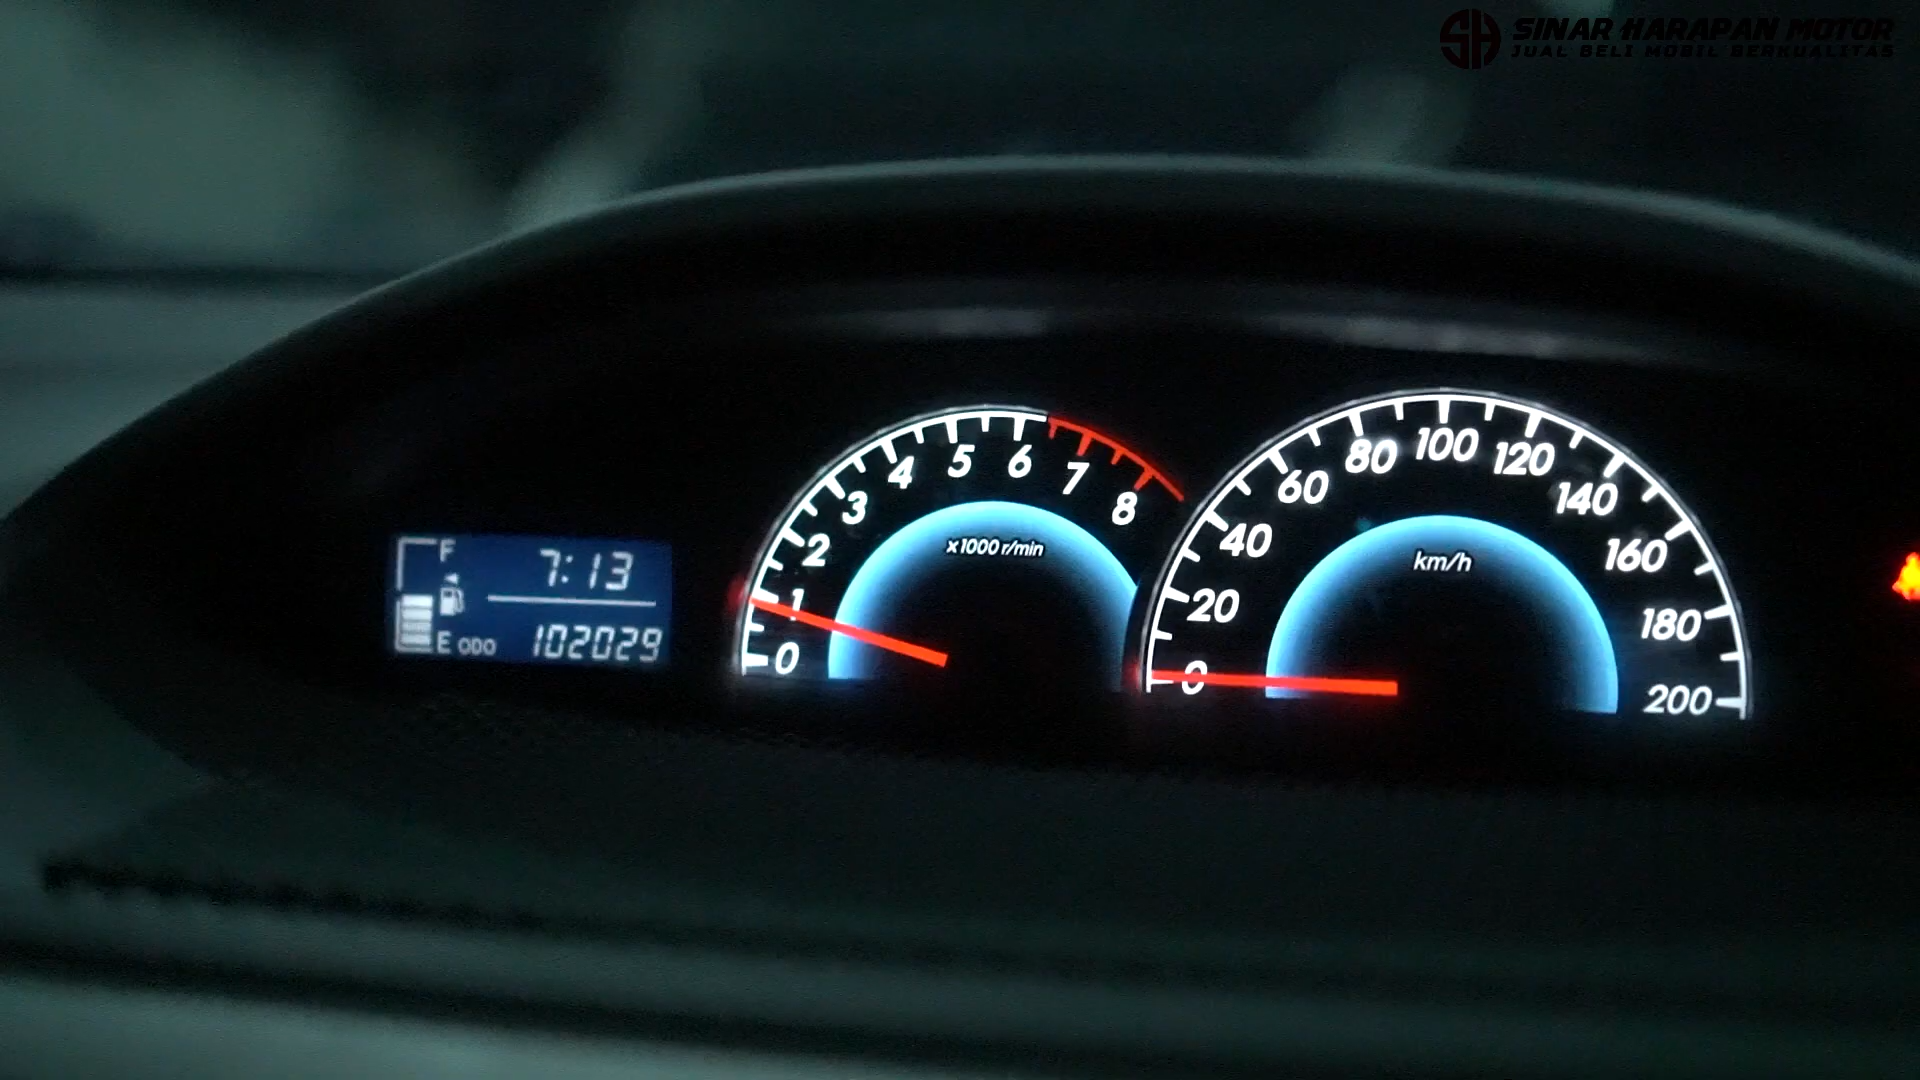 SH SINAR HARAPAN MOTOR
JUAL BELI MOBIL BERKUALITAS
F 7:13
E ODO 102029
0 1 2 3 4 5 6 7 8
x1000 r/min
0 20 40 60 80 100 120 140 160 180 200
km/h